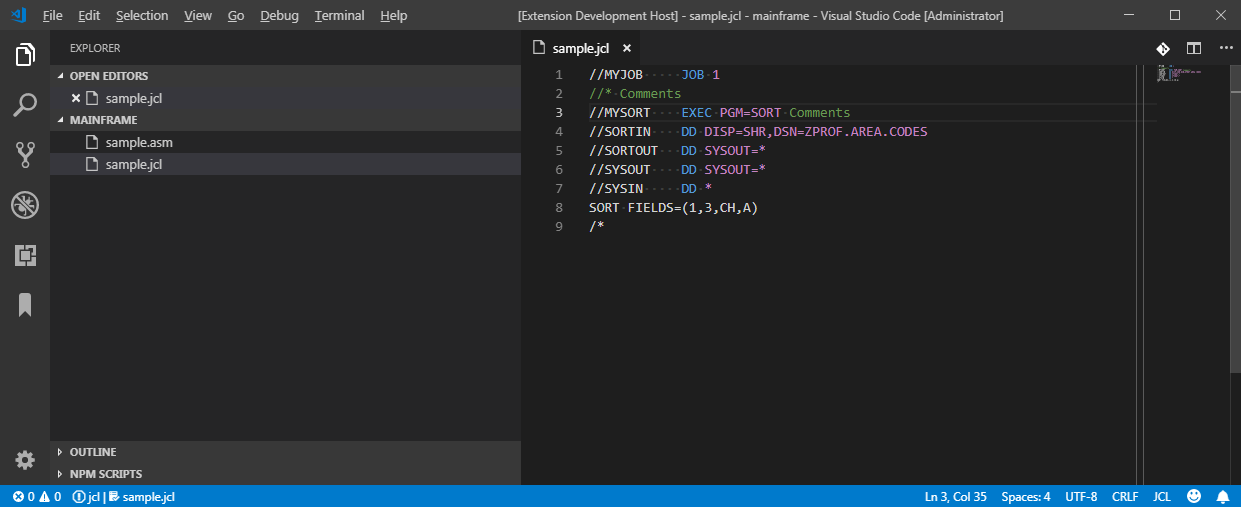 File Edit Selection View Go Debug Terminal Help [Extension Development Host] - sample.jcl - mainframe - Visual Studio Code [Administrator]
EXPLORER
OPEN EDITORS
sample.jcl
MAINFRAME
sample.asm
sample.jcl
OUTLINE
NPM SCRIPTS
sample.jcl
1 //MYJOB     JOB 1
2 //* Comments
3 //MYSORT    EXEC PGM=SORT Comments
4 //SORTIN    DD DISP=SHR,DSN=ZPROF.AREA.CODES
5 //SORTOUT   DD SYSOUT=*
6 //SYSOUT    DD SYSOUT=*
7 //SYSIN     DD *
8 SORT FIELDS=(1,3,CH,A)
9 /*
0 0 jcl | sample.jcl Ln 3, Col 35 Spaces: 4 UTF-8 CRLF JCL